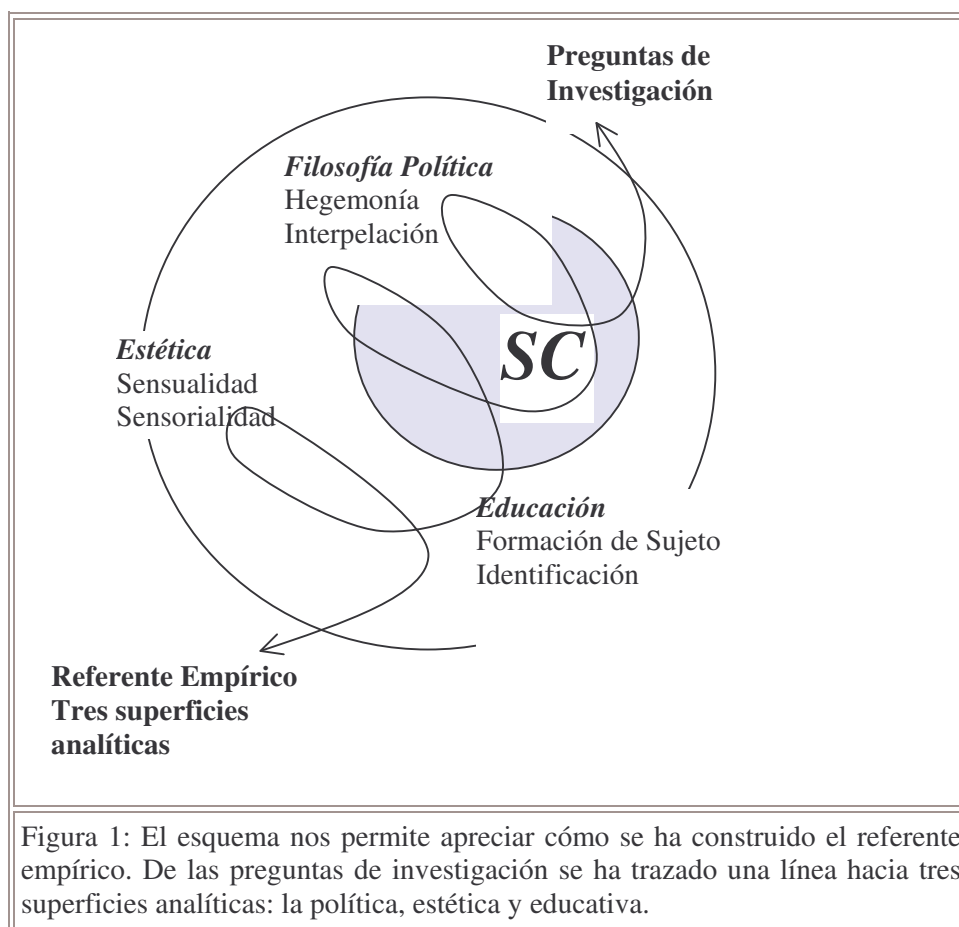 Preguntas de
Investigación
Filosofía Política
Hegemonía
Interpelación
SC
Estética
Sensualidad
Sensorialidad
Educación
Formación de Sujeto
Identificación
Referente Empírico
Tres superficies
analíticas
Figura 1: El esquema nos permite apreciar cómo se ha construido el referente
empírico. De las preguntas de investigación se ha trazado una línea hacia tres
superficies analíticas: la política, estética y educativa.